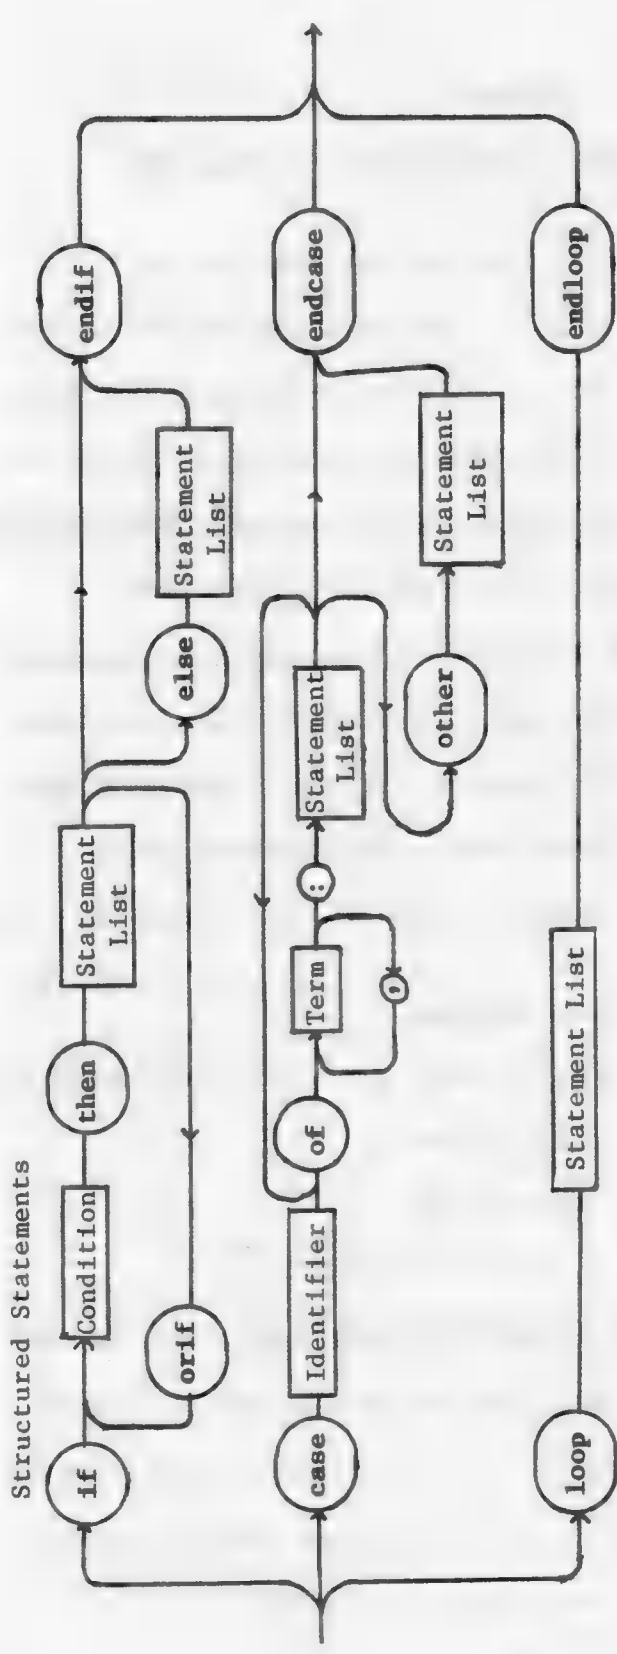 Structured Statements
if
Condition
then
Statement
List
else
Statement
List
endif
orif
case
Identifier
of
Term
,
:
Statement
List
other
Statement
List
endcase
loop
Statement List
endloop